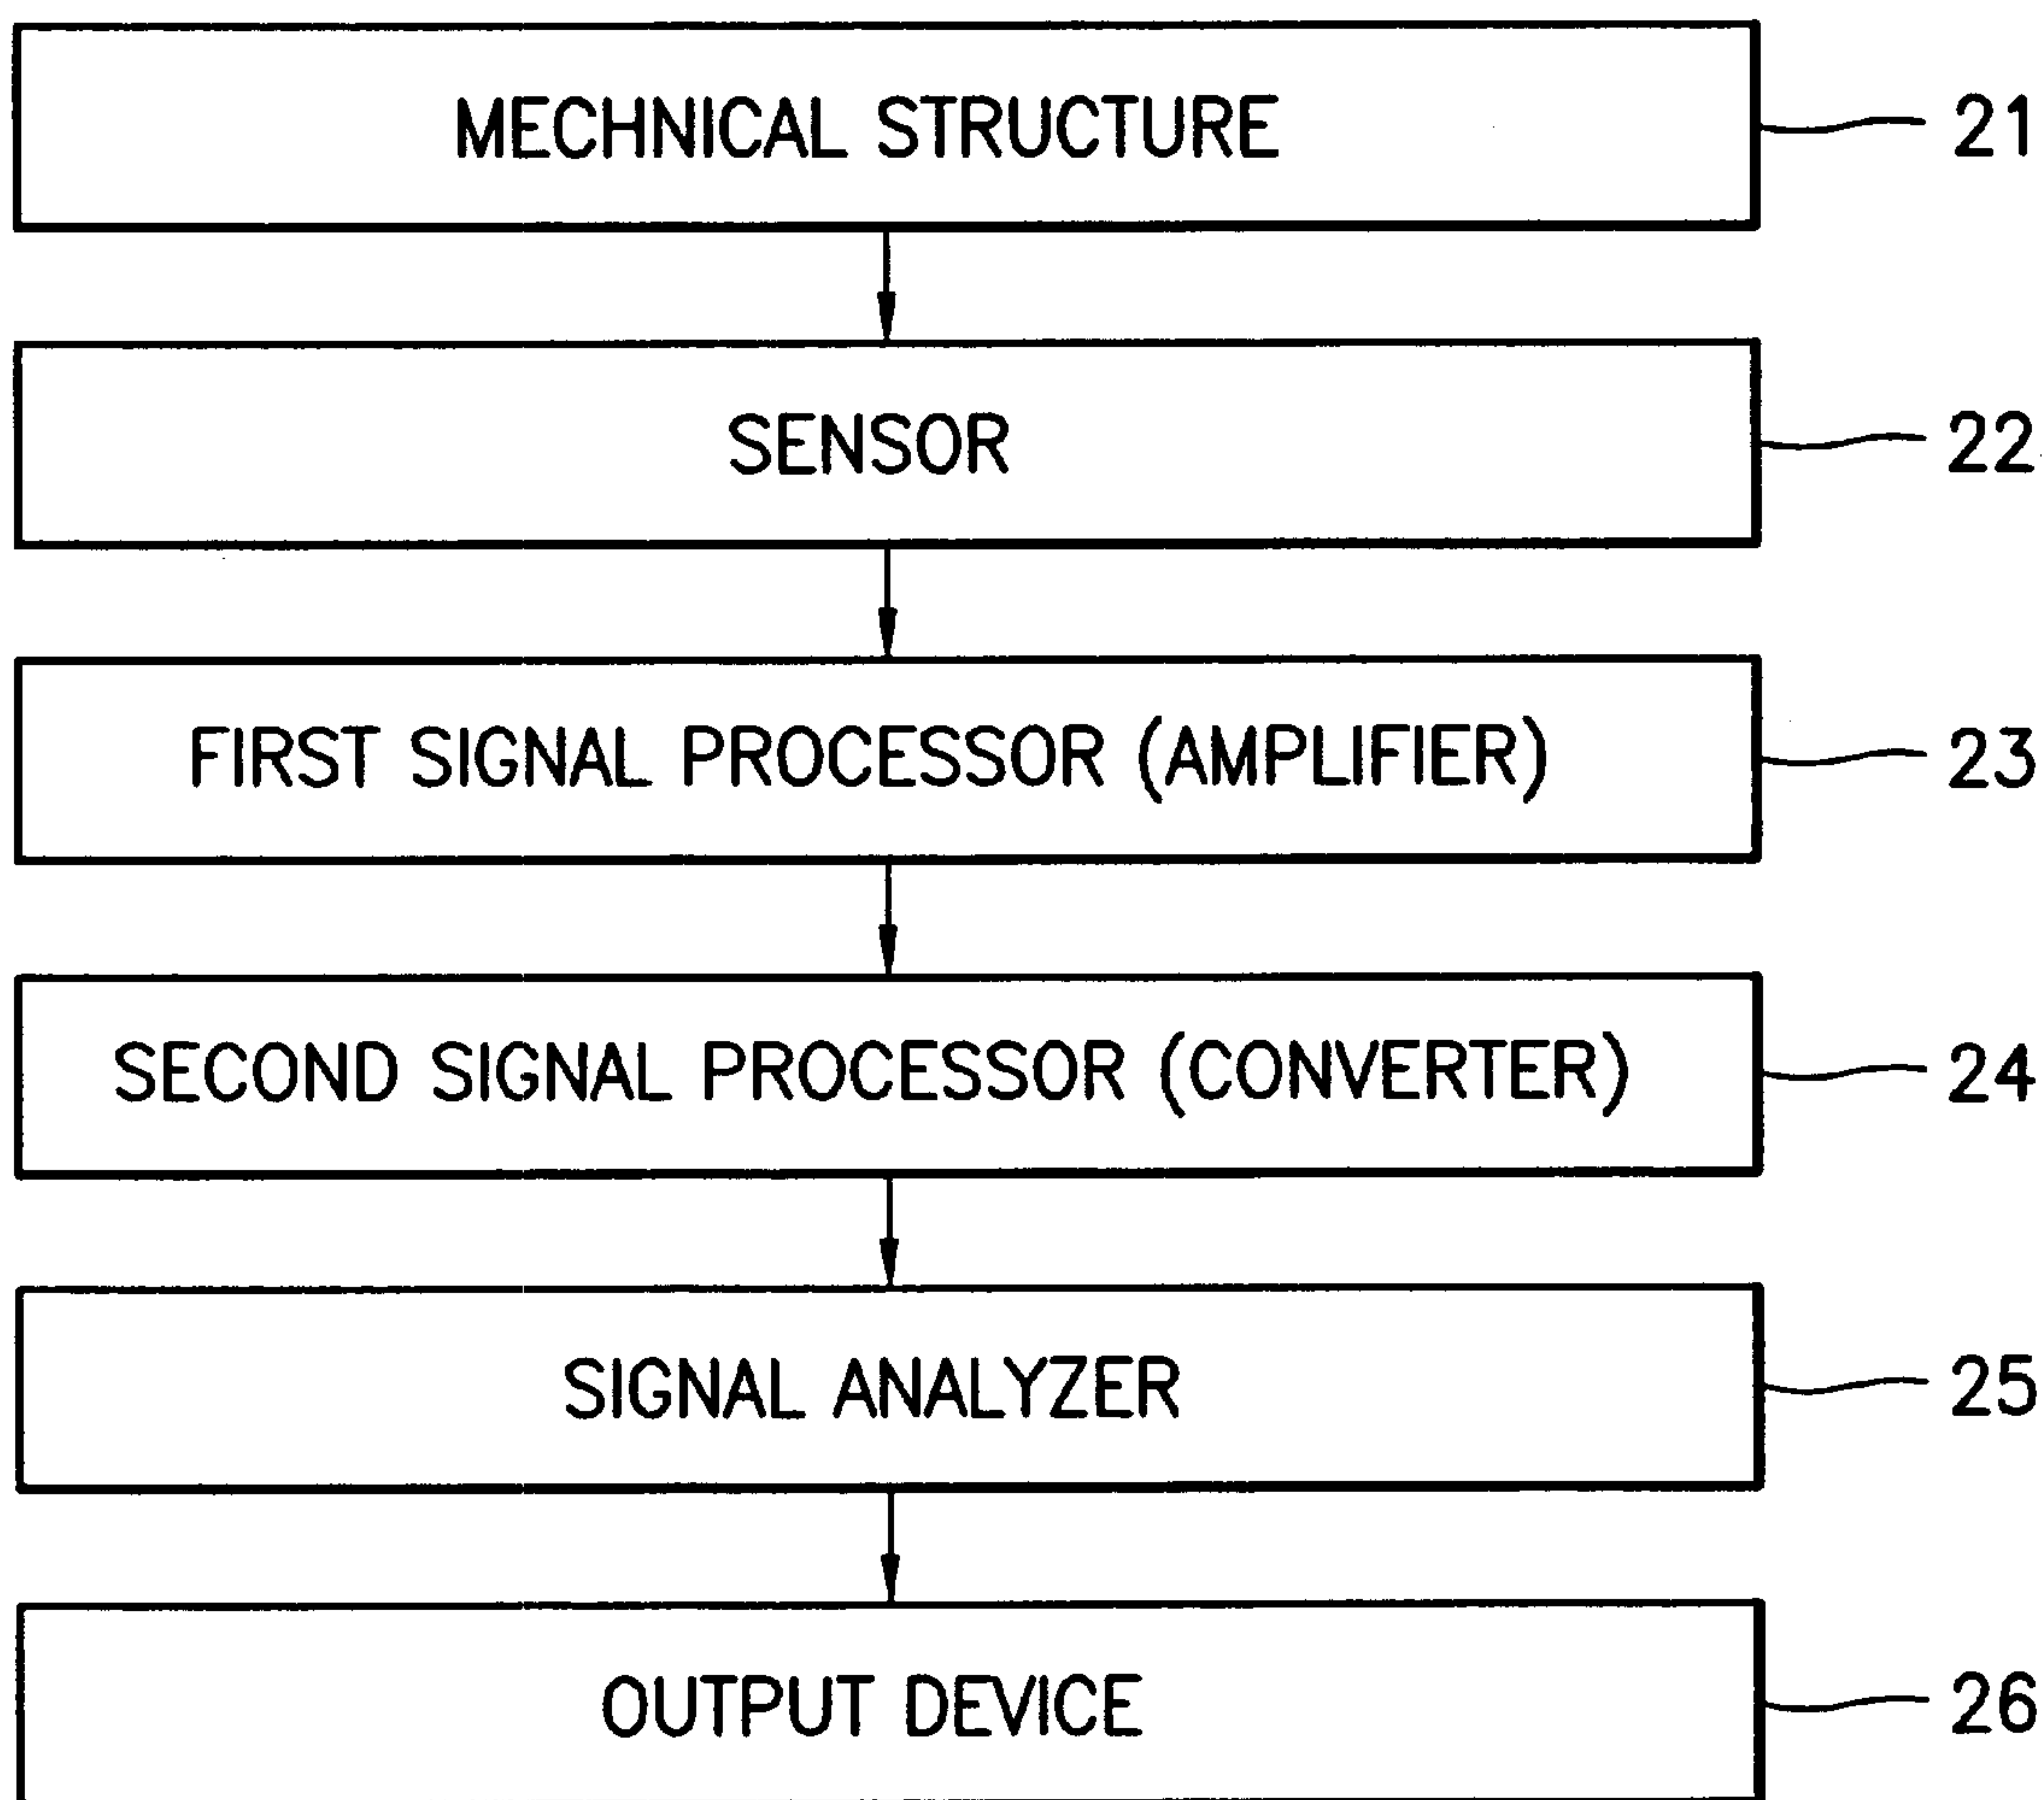 MECHNICAL STRUCTURE 21
SENSOR 22
FIRST SIGNAL PROCESSOR (AMPLIFIER) 23
SECOND SIGNAL PROCESSOR (CONVERTER) 24
SIGNAL ANALYZER 25
OUTPUT DEVICE 26